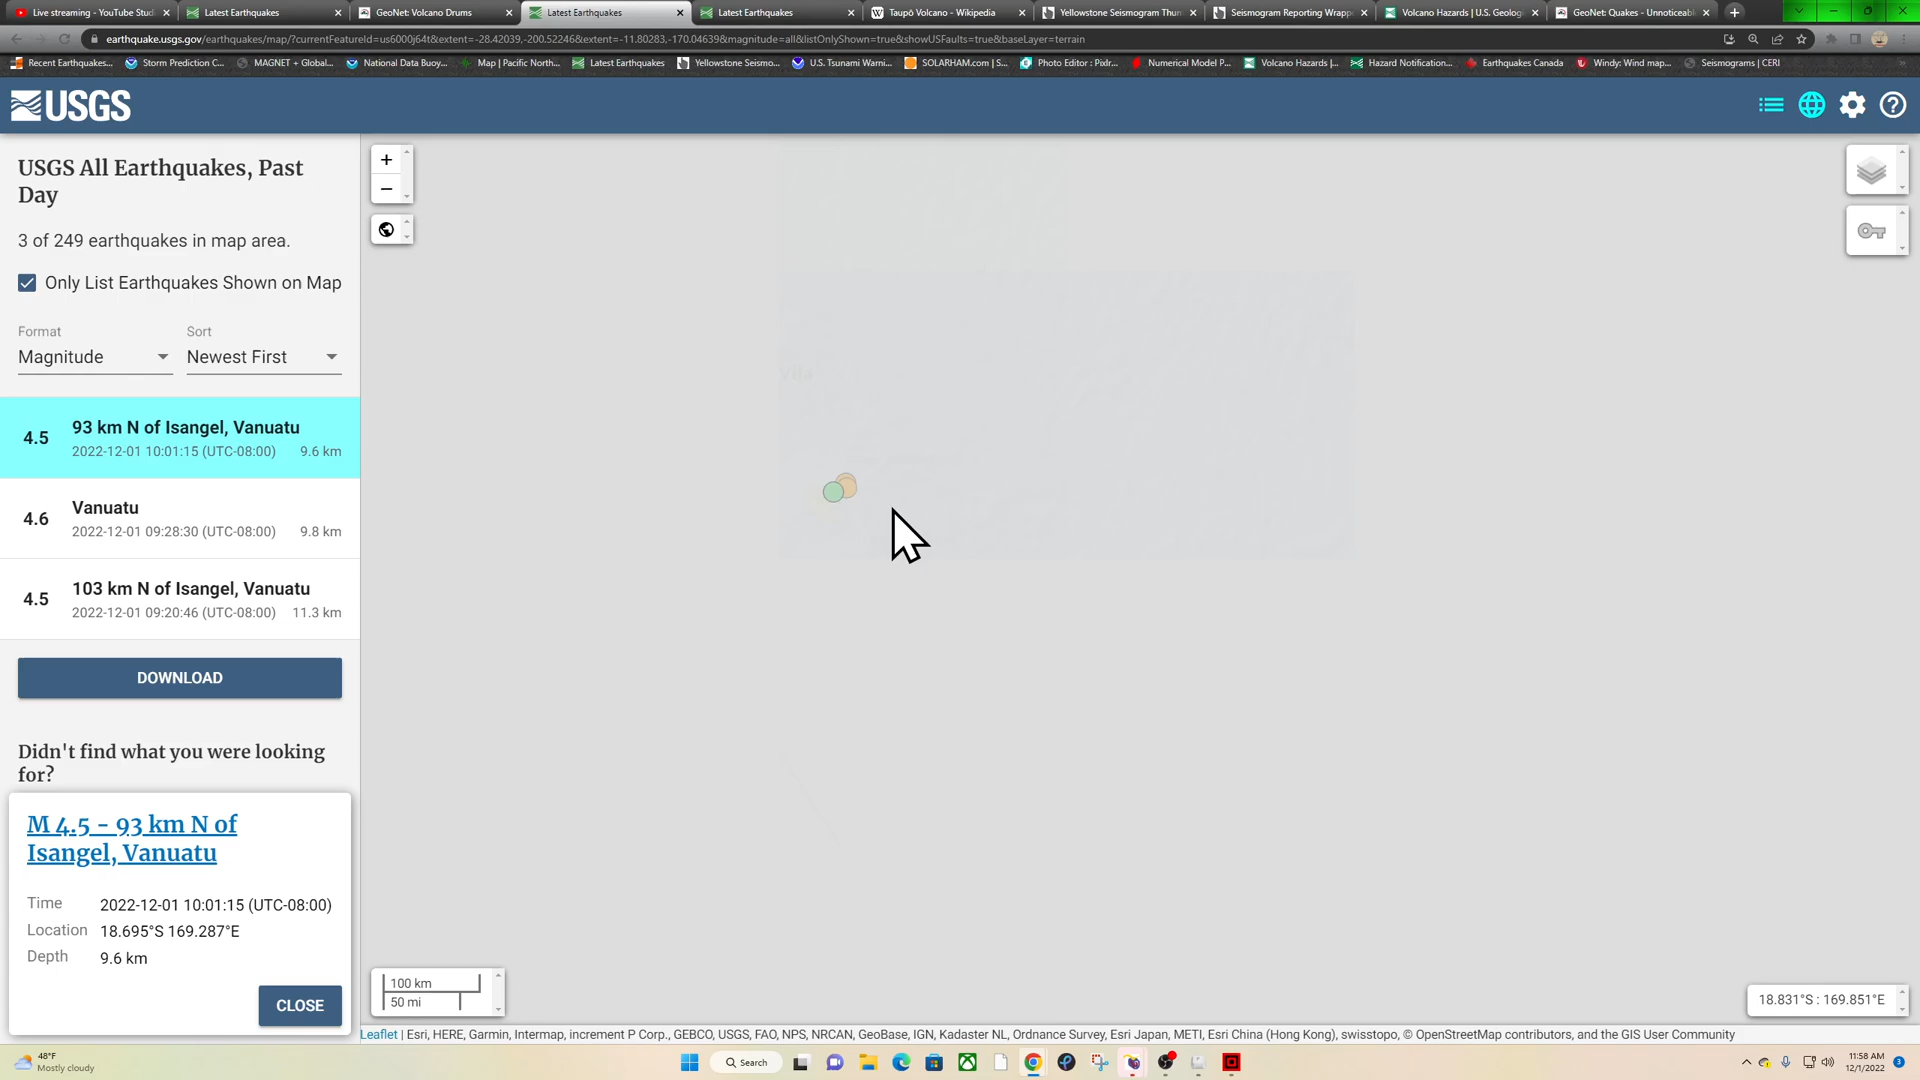 Live streaming - YouTube Stud
Latest Earthquakes
GeoNet: Volcano Drums
Latest Earthquakes
Latest Earthquakes
Taupō Volcano - Wikipedia
Yellowstone Seismogram Thun
Seismogram Reporting Wrapp
Volcano Hazards | U.S. Geolog
GeoNet: Quakes - Unnoticeabl
earthquake.usgs.gov/earthquakes/map/?currentFeatureId=us6000j64t&extent=-28.42039,-200.52246&extent=-11.80283,-170.04639&magnitude=all&listOnlyShown=true&showUSFaults=true&baseLayer=terrain
Recent Earthquakes...
Storm Prediction C...
MAGNET + Global...
National Data Buoy...
Map | Pacific North...
Latest Earthquakes
Yellowstone Seismo...
U.S. Tsunami Warni...
SOLARHAM.com | S...
Photo Editor : Pixlr...
Numerical Model P...
Volcano Hazards |...
Hazard Notification...
Earthquakes Canada
Windy: Wind map...
Seismograms | CERI
USGS
USGS All Earthquakes, Past
Day
3 of 249 earthquakes in map area.
Only List Earthquakes Shown on Map
Format
Sort
Magnitude
Newest First
4.5
93 km N of Isangel, Vanuatu
2022-12-01 10:01:15 (UTC-08:00) 9.6 km
4.6
Vanuatu
2022-12-01 09:28:30 (UTC-08:00) 9.8 km
4.5
103 km N of Isangel, Vanuatu
2022-12-01 09:20:46 (UTC-08:00) 11.3 km
DOWNLOAD
Didn't find what you were looking
for?
M 4.5 - 93 km N of
Isangel, Vanuatu
Time 2022-12-01 10:01:15 (UTC-08:00)
Location 18.695°S 169.287°E
Depth 9.6 km
CLOSE
+
−
Vila
100 km
50 mi
18.831°S : 169.851°E
Leaflet | Esri, HERE, Garmin, Intermap, increment P Corp., GEBCO, USGS, FAO, NPS, NRCAN, GeoBase, IGN, Kadaster NL, Ordnance Survey, Esri Japan, METI, Esri China (Hong Kong), swisstopo, © OpenStreetMap contributors, and the GIS User Community
48°F
Mostly cloudy
Search
11:58 AM
12/1/2022
3